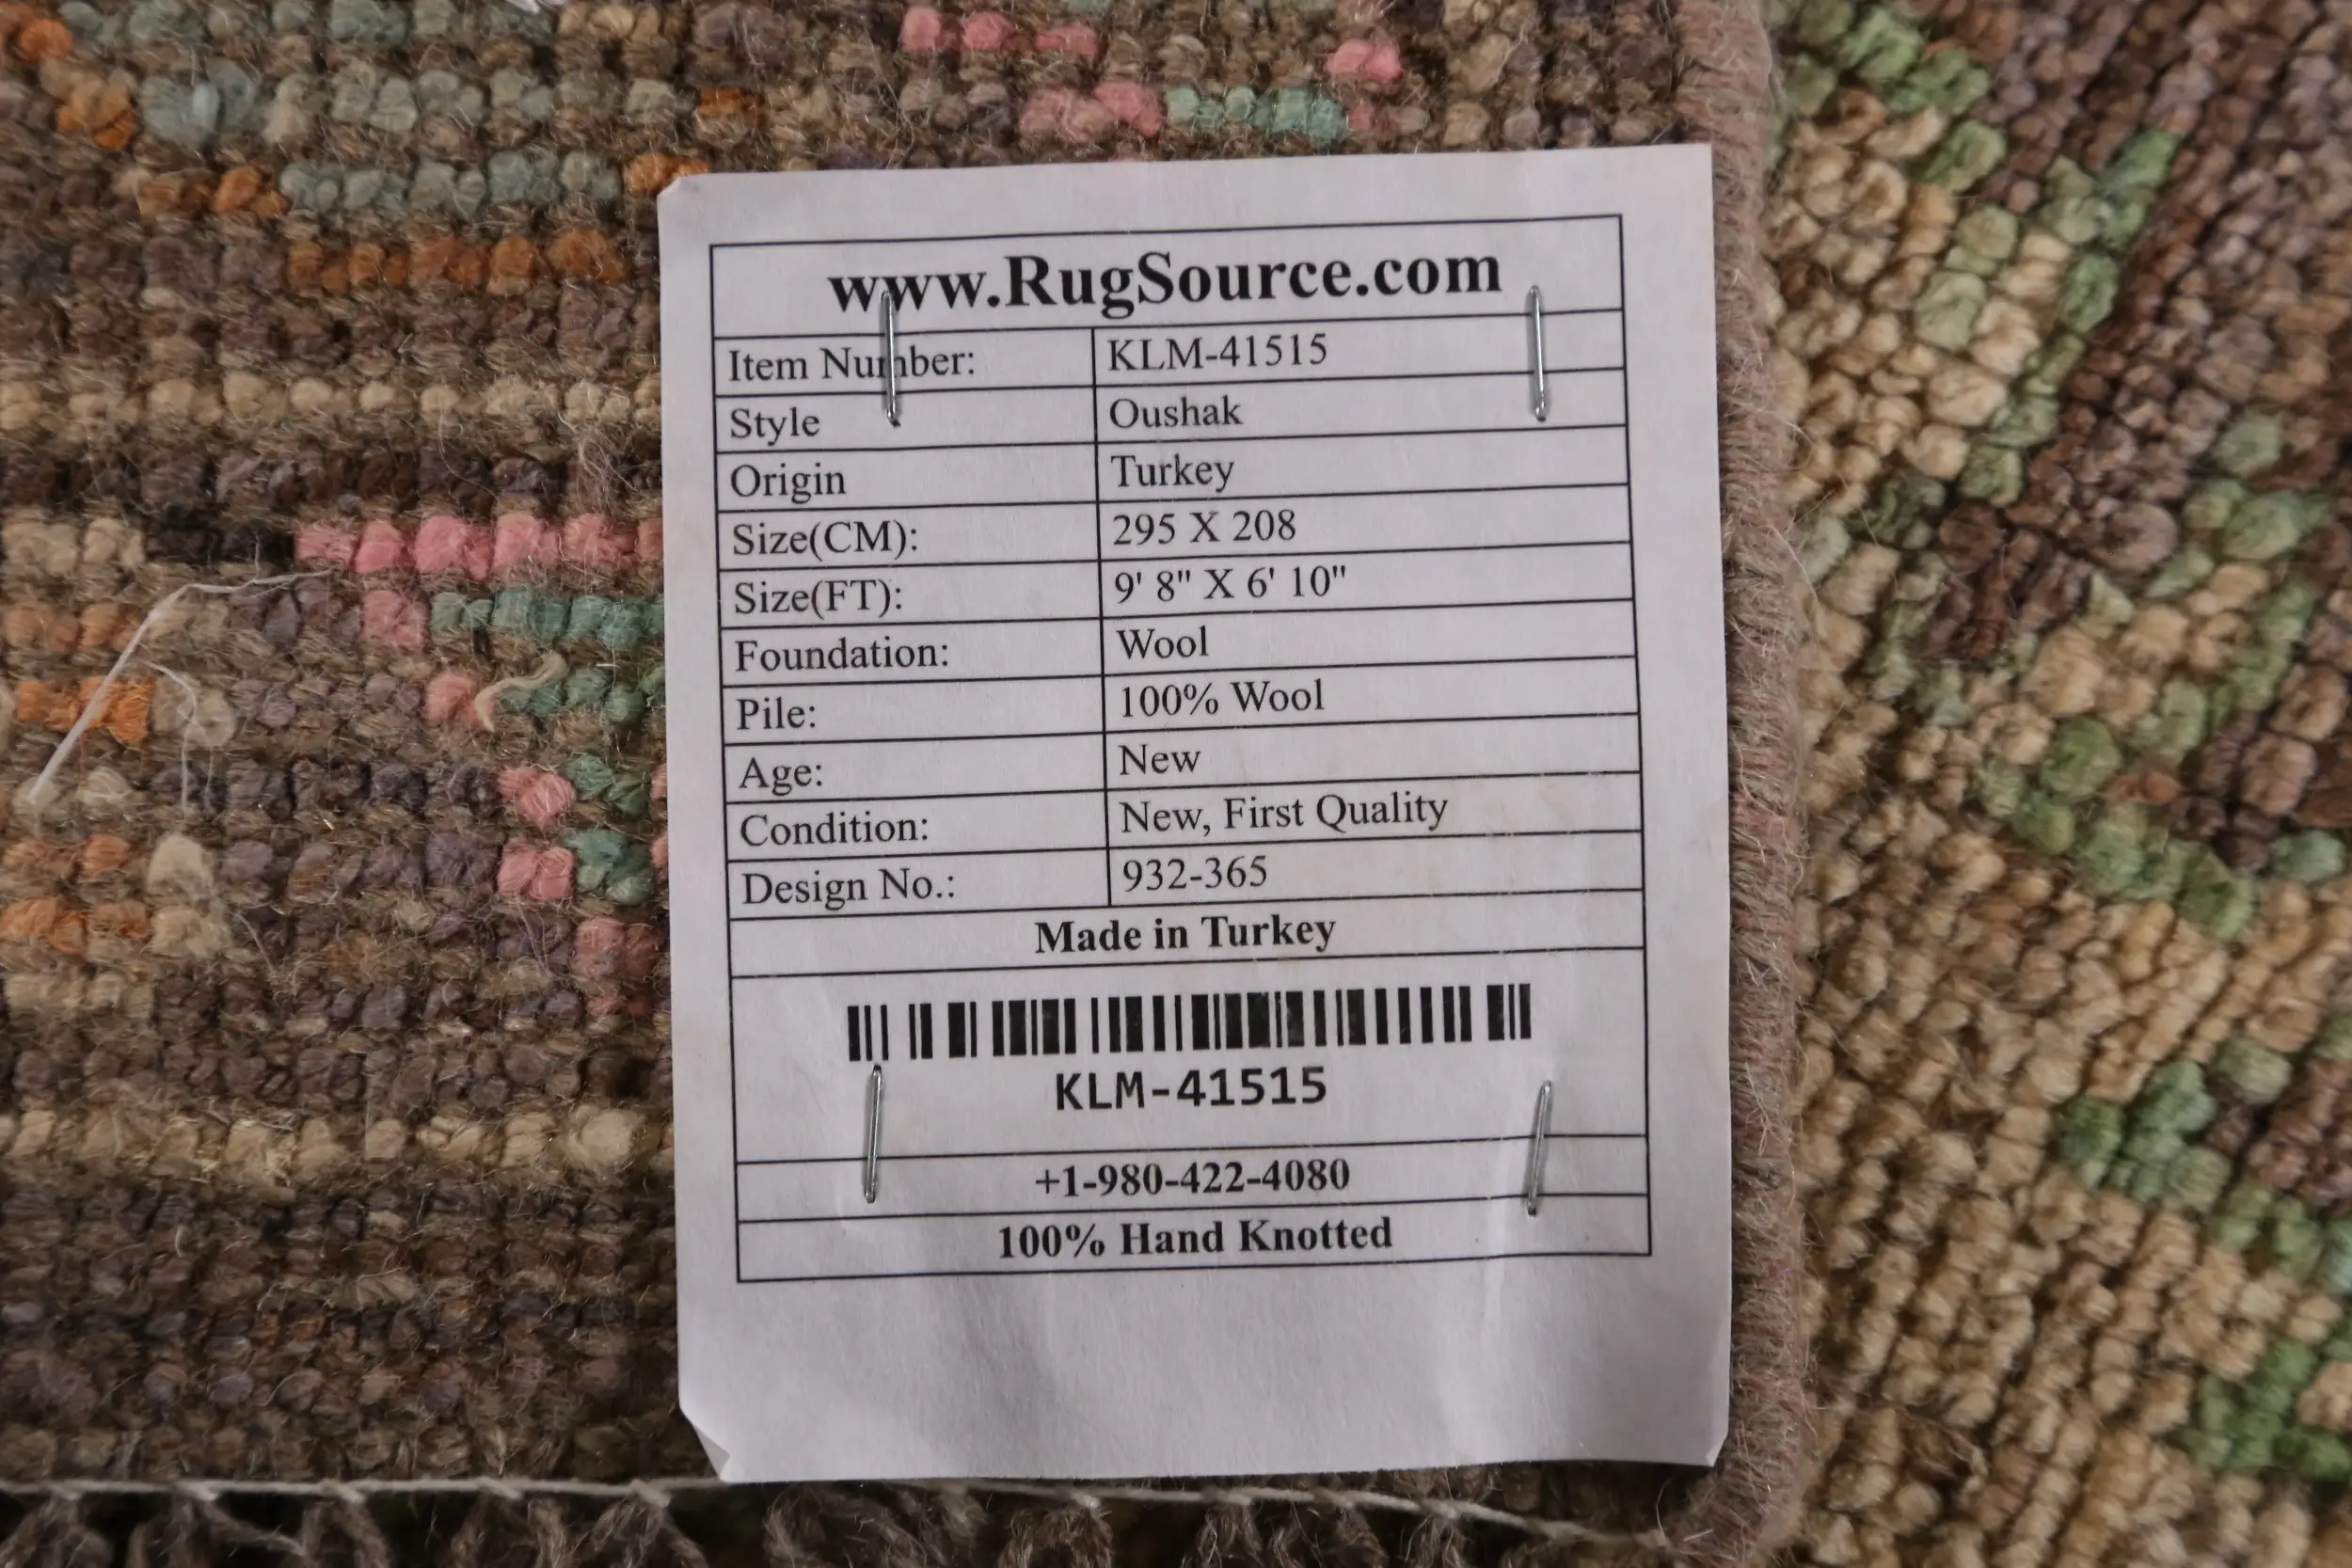 www.RugSource.com
Item Number: KLM-41515
Style Oushak
Origin Turkey
Size(CM): 295 X 208
Size(FT): 9' 8" X 6' 10"
Foundation: Wool
Pile: 100% Wool
Age: New
Condition: New, First Quality
Design No.: 932-365
Made in Turkey
KLM-41515
+1-980-422-4080
100% Hand Knotted